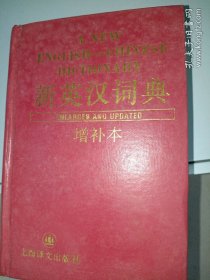 A NEW
ENGLISH-CHINESE
DICTIONARY
新英汉词典
ENLARGED AND UPDATED
增补本
上海译文出版社